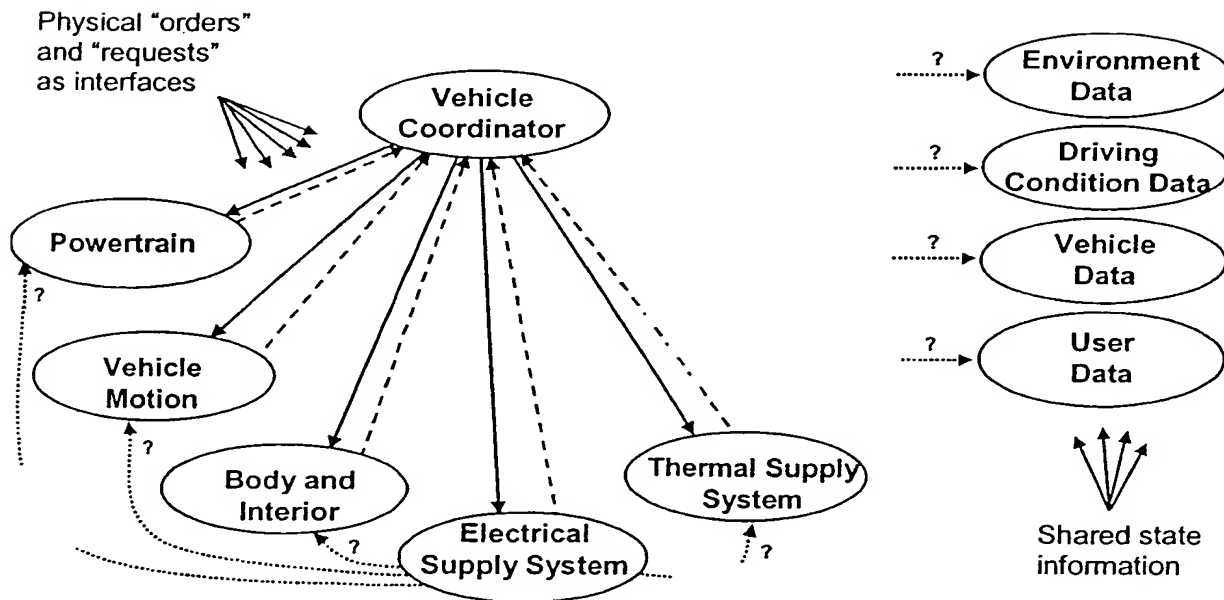 Physical “orders”
and “requests”
as interfaces
Vehicle
Coordinator
Powertrain
?
Vehicle
Motion
?
Body and
Interior
?
Electrical
Supply System
Thermal Supply
System
?
?
Environment
Data
?
Driving
Condition Data
?
Vehicle
Data
?
User
Data
Shared state
information